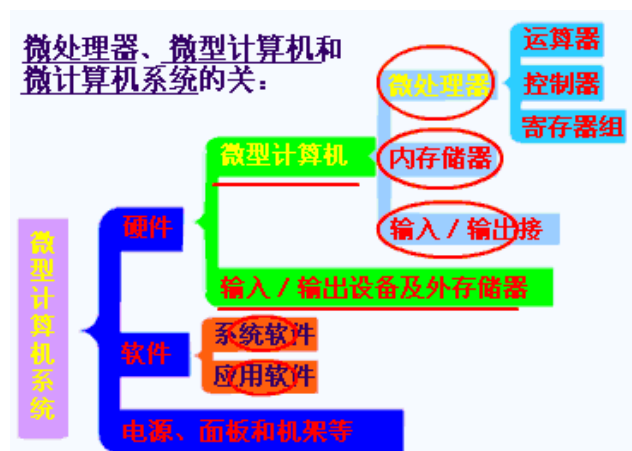 微处理器、微型计算机和
微计算机系统的关:
运算器
微处理器
控制器
寄存器组
微型计算机
内存储器
输入/输出接
硬件
微型计算机系统
输入/输出设备及外存储器
软件
系统软件
应用软件
电源、面板和机架等